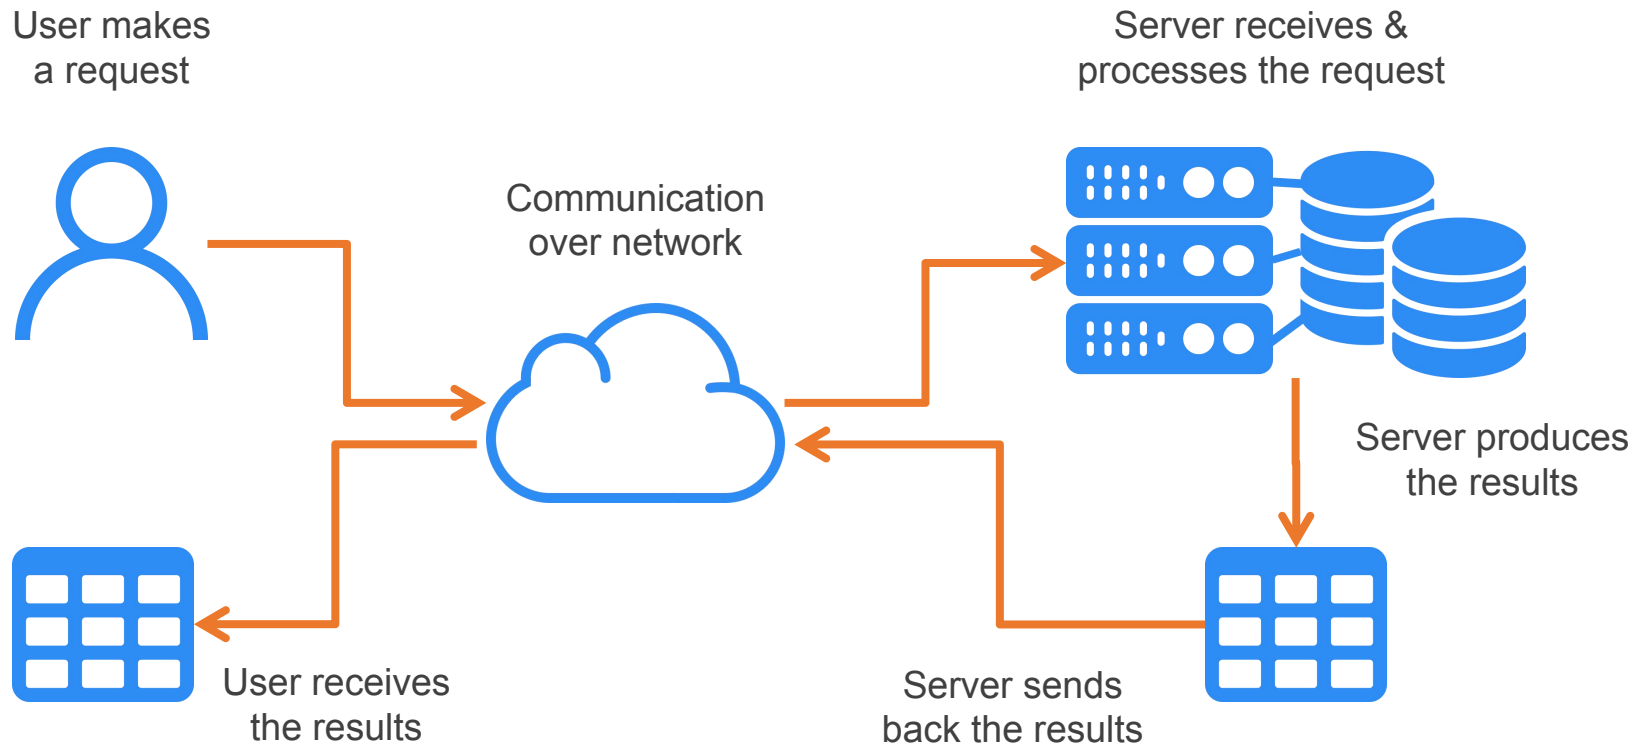 User makes
a request
Communication
over network
Server receives &
processes the request
Server produces
the results
Server sends
back the results
User receives
the results